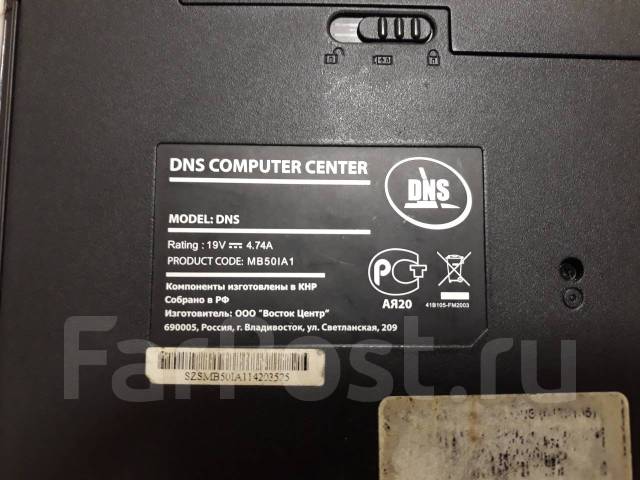 DNS COMPUTER CENTER
DNS
MODEL: DNS
Rating : 19V 4.74A
PRODUCT CODE: MB50IA1
Компоненты изготовлены в КНР
Собрано в РФ
Изготовитель: ООО "Восток Центр"
690005, Россия, г. Владивосток, ул. Светланская, 209
РСТ
АЯ20
41B105-FM2003
SZSMB50IA114203525
FarPost.ru